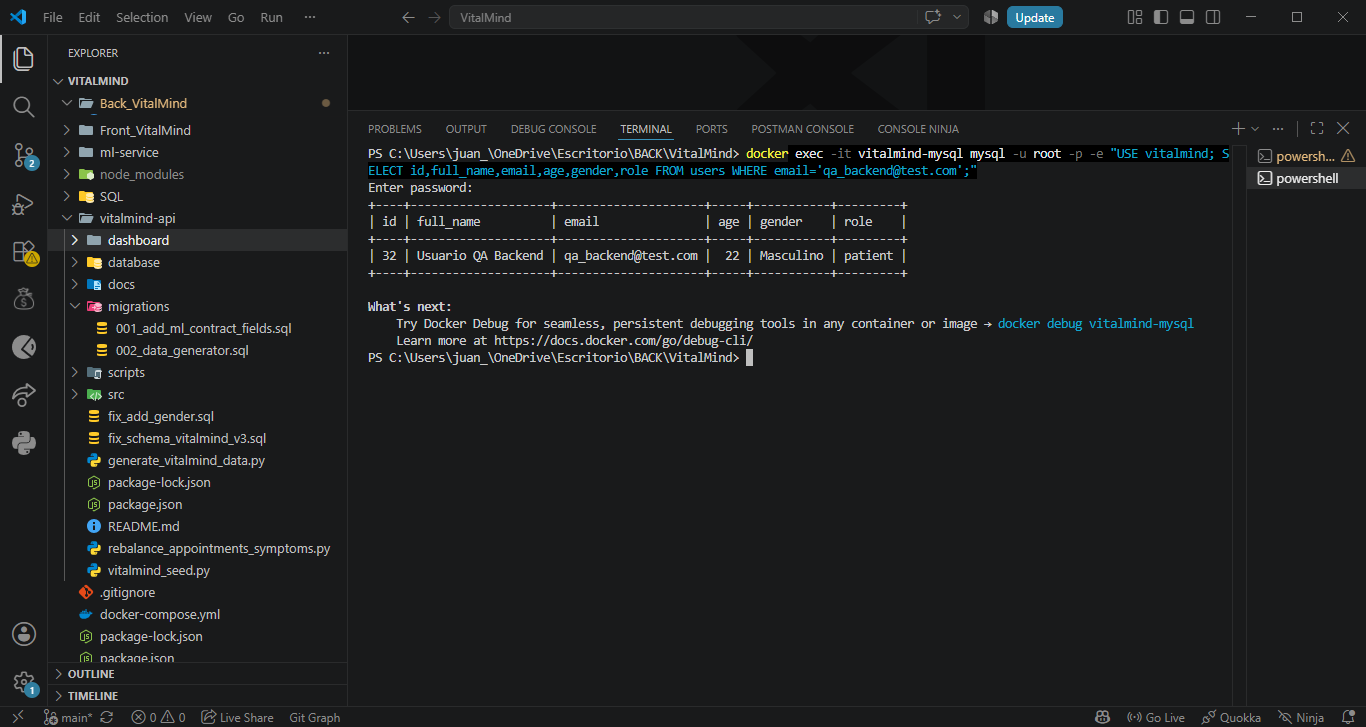 File Edit Selection View Go Run ··· VitalMind Update
EXPLORER ···
VITALMIND
Back_VitalMind
Front_VitalMind
ml-service
node_modules
SQL
vitalmind-api
dashboard
database
docs
migrations
001_add_ml_contract_fields.sql
002_data_generator.sql
scripts
src
fix_add_gender.sql
fix_schema_vitalmind_v3.sql
generate_vitalmind_data.py
package-lock.json
package.json
README.md
rebalance_appointments_symptoms.py
vitalmind_seed.py
.gitignore
docker-compose.yml
package-lock.json
package.json
OUTLINE
TIMELINE
PROBLEMS OUTPUT DEBUG CONSOLE TERMINAL PORTS POSTMAN CONSOLE CONSOLE NINJA
PS C:\Users\juan_\OneDrive\Escritorio\BACK\VitalMind> docker exec -it vitalmind-mysql mysql -u root -p -e "USE vitalmind; S
ELECT id,full_name,email,age,gender,role FROM users WHERE email='qa_backend@test.com';"
Enter password:
+----+--------------------+---------------------+-----+-----------+---------+
| id | full_name          | email               | age | gender    | role    |
+----+--------------------+---------------------+-----+-----------+---------+
| 32 | Usuario QA Backend | qa_backend@test.com |  22 | Masculino | patient |
+----+--------------------+---------------------+-----+-----------+---------+
What's next:
Try Docker Debug for seamless, persistent debugging tools in any container or image → docker debug vitalmind-mysql
Learn more at https://docs.docker.com/go/debug-cli/
PS C:\Users\juan_\OneDrive\Escritorio\BACK\VitalMind>
powersh...
powershell
2
1
main* 0 0 Live Share Git Graph Go Live Quokka Ninja